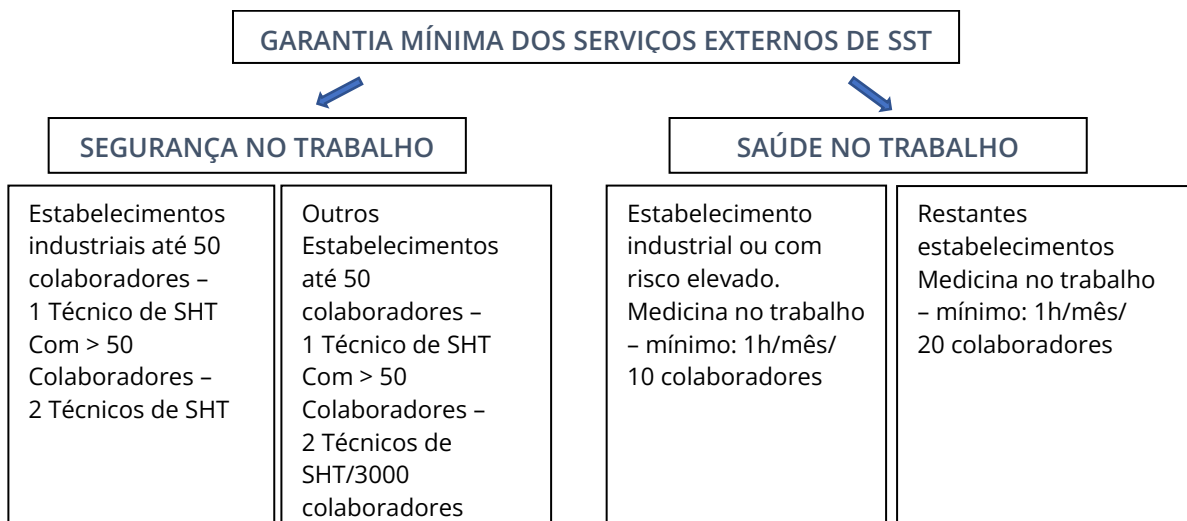 GARANTIA MÍNIMA DOS SERVIÇOS EXTERNOS DE SST
SEGURANÇA NO TRABALHO
Estabelecimentos
industriais até 50
colaboradores –
1 Técnico de SHT
Com > 50
Colaboradores –
2 Técnicos de SHT
Outros
Estabelecimentos
até 50
colaboradores –
1 Técnico de SHT
Com > 50
Colaboradores –
2 Técnicos de
SHT/3000
colaboradores
SAÚDE NO TRABALHO
Estabelecimento
industrial ou com
risco elevado.
Medicina no trabalho
– mínimo: 1h/mês/
10 colaboradores
Restantes
estabelecimentos
Medicina no trabalho
– mínimo: 1h/mês/
20 colaboradores